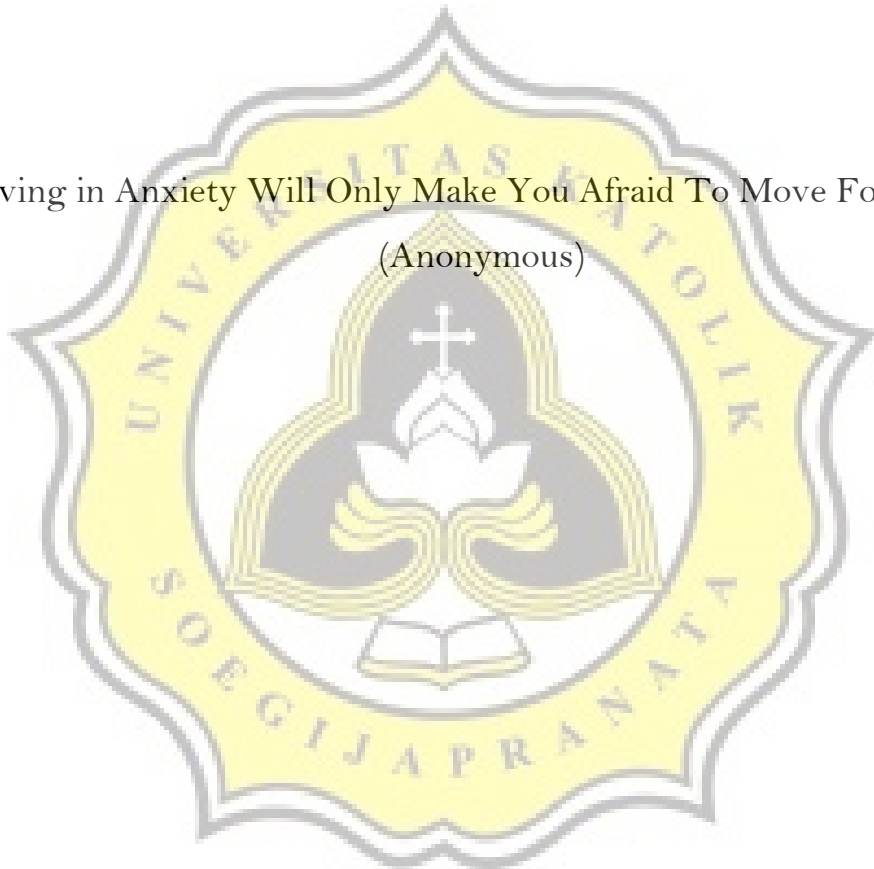 ving in Anxiety Will Only Make You Afraid To Move Fo
(Anonymous)
UNIVERSITAS KATOLIK
SOEGIJAPRANATA